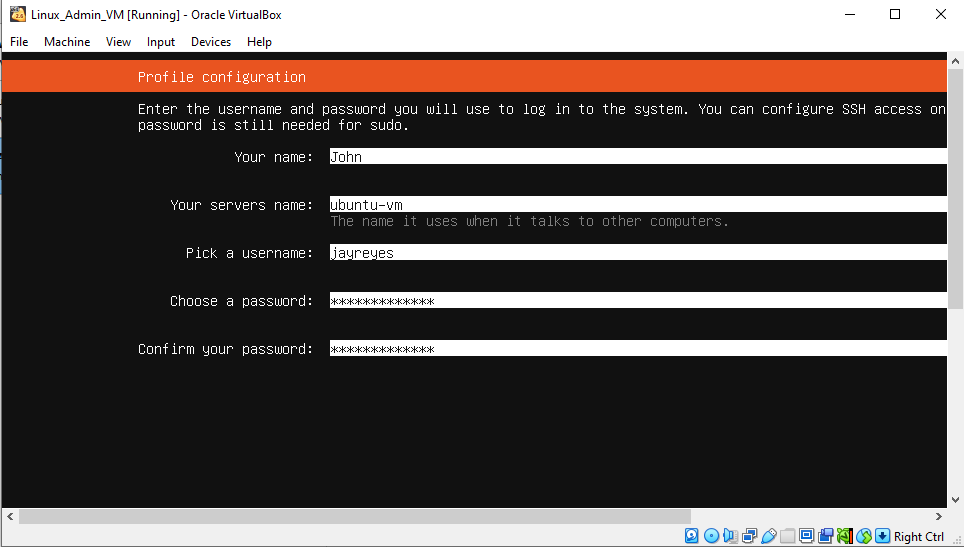 Linux_Admin_VM [Running] - Oracle VirtualBox
File Machine View Input Devices Help
Profile configuration
Enter the username and password you will use to log in to the system. You can configure SSH access on
password is still needed for sudo.
Your name: John
Your servers name: ubuntu-vm
The name it uses when it talks to other computers.
Pick a username: jayreyes
Choose a password: *************
Confirm your password: *************
Right Ctrl